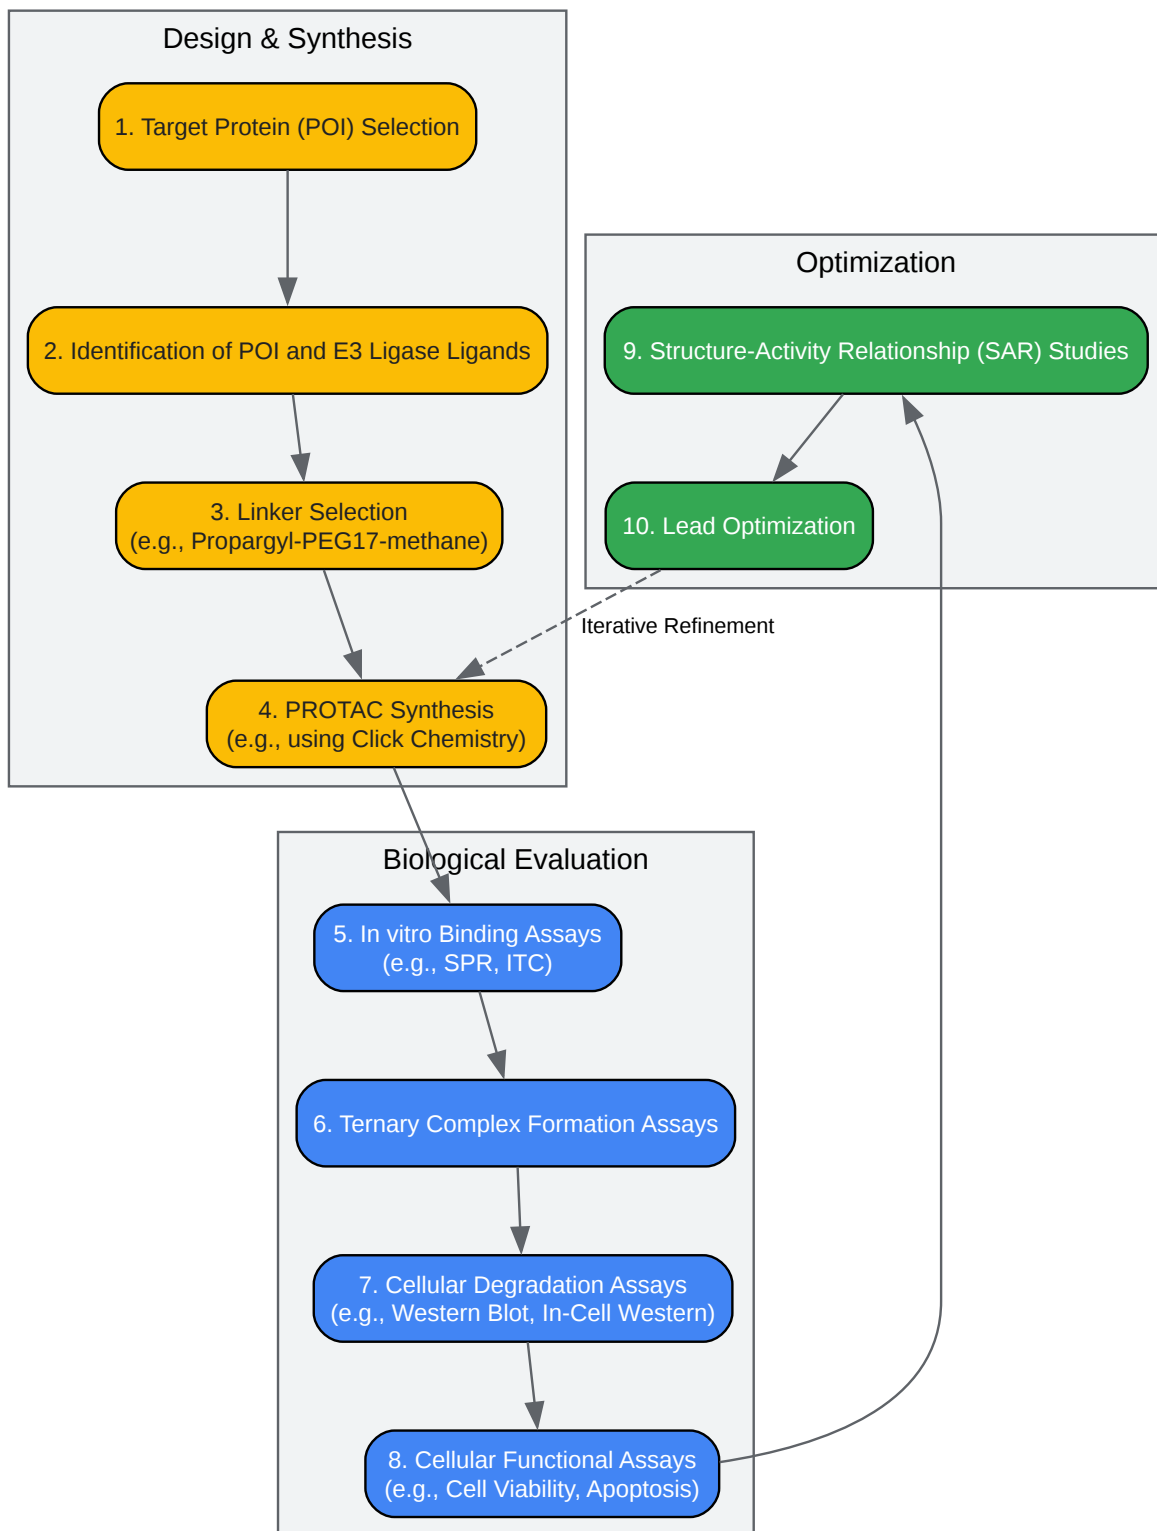 Design & Synthesis
1. Target Protein (POI) Selection
2. Identification of POI and E3 Ligase Ligands
3. Linker Selection
(e.g., Propargyl-PEG17-methane)
4. PROTAC Synthesis
(e.g., using Click Chemistry)
Optimization
9. Structure-Activity Relationship (SAR) Studies
10. Lead Optimization
Iterative Refinement
Biological Evaluation
5. In vitro Binding Assays
(e.g., SPR, ITC)
6. Ternary Complex Formation Assays
7. Cellular Degradation Assays
(e.g., Western Blot, In-Cell Western)
8. Cellular Functional Assays
(e.g., Cell Viability, Apoptosis)